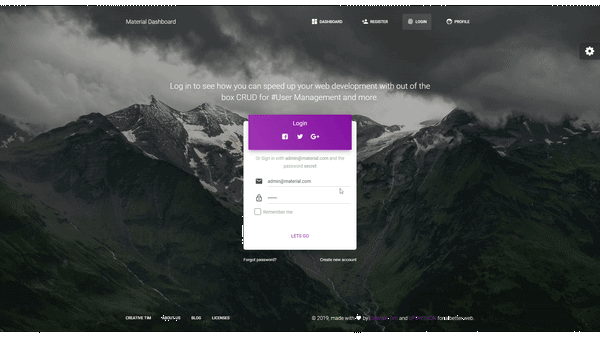 Material Dashboard
DASHBOARD
REGISTER
LOGIN
PROFILE
Log in to see how you can speed up your web development with out of the
box CRUD for #User Management and more.
Login
G+
Or Sign in with admin@material.com and the
password secret
admin@material.com
Remember me
LETS GO
Forgot password?
Create new account
CREATIVE TIM
ABOUT US
BLOG
LICENSES
© 2019, made with by and for a better web.